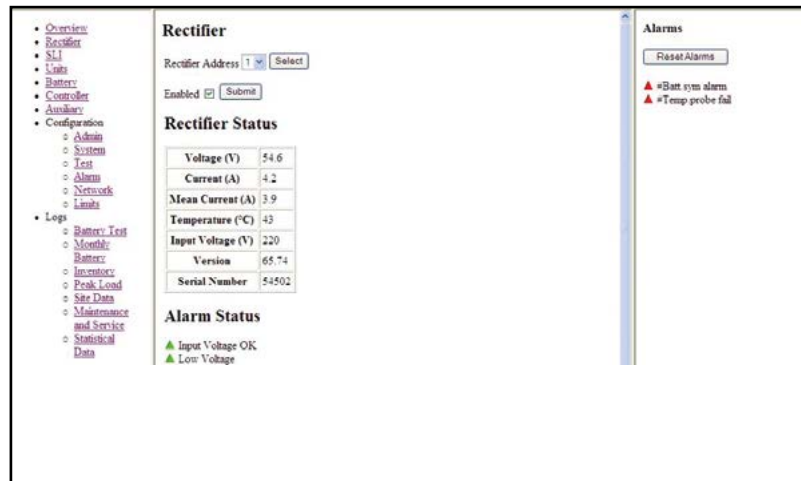 Overview
Rectifier
SLI
Units
Battery
Controller
Auxiliary
Configuration
Admin
System
Test
Alarm
Network
Limits
Logs
Battery Test
Monthly
Battery
Inventory
Peak Load
Site Data
Maintenance
and Service
Statistical
Data
Rectifier
Rectifier Address 1 Select
Enabled Submit
Rectifier Status
Voltage (V) 54.6
Current (A) 4.2
Mean Current (A) 3.9
Temperature (°C) 43
Input Voltage (V) 220
Version 65.74
Serial Number 54502
Alarm Status
Input Voltage OK
Low Voltage
Alarms
Reset Alarms
=Batt sym alarm
=Temp probe fail